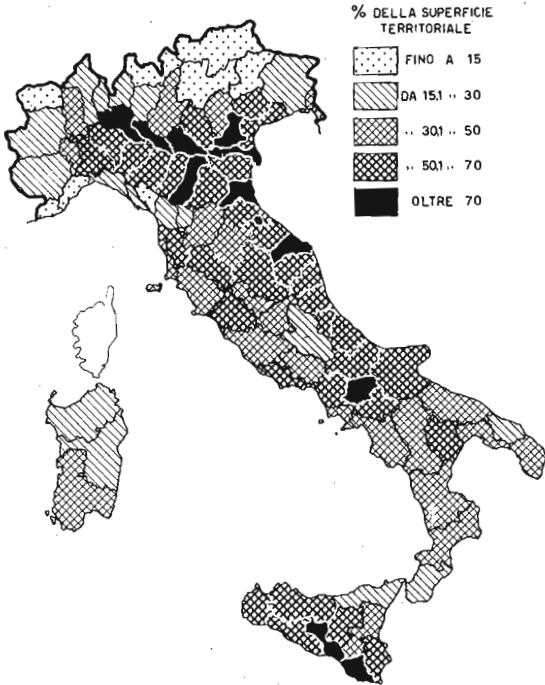 % DELLA SUPERFICIE
TERRITORIALE
FINO A 15
DA 15,1 ,, 30
,, 30,1 ,, 50
,, 50,1 ,, 70
OLTRE 70